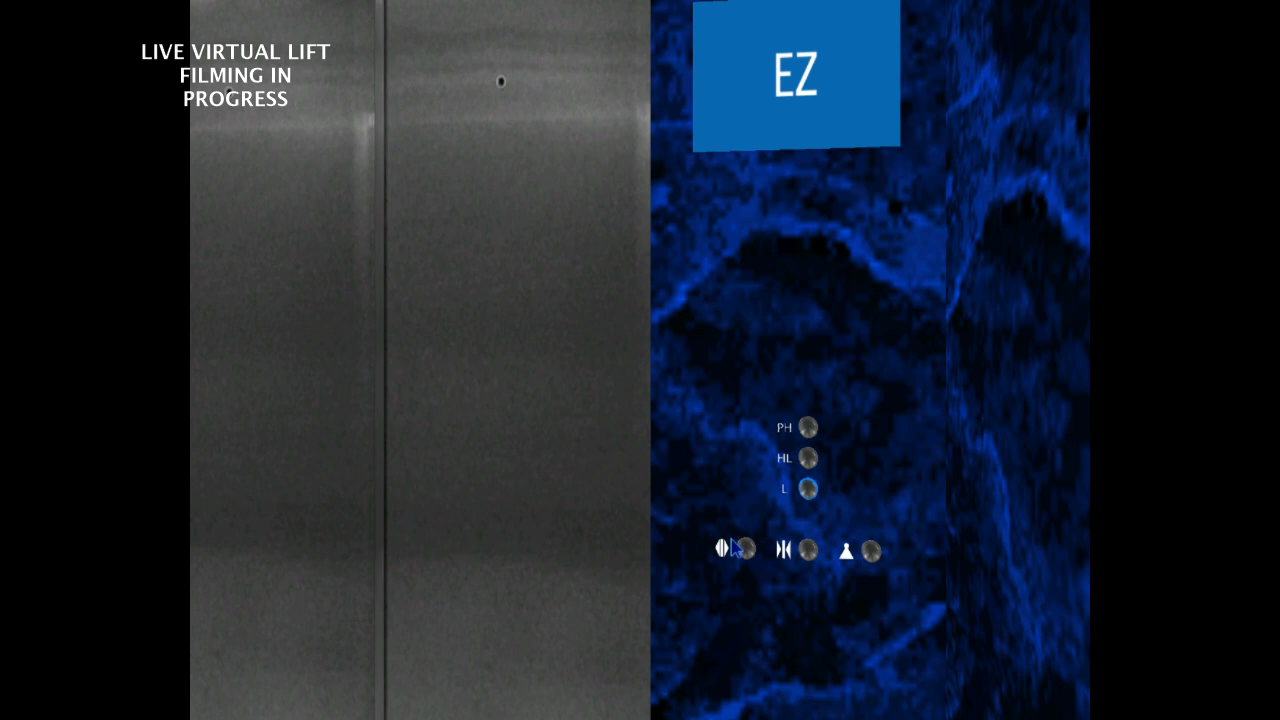 LIVE VIRTUAL LIFT
FILMING IN
PROGRESS
EZ
PH
HL
L